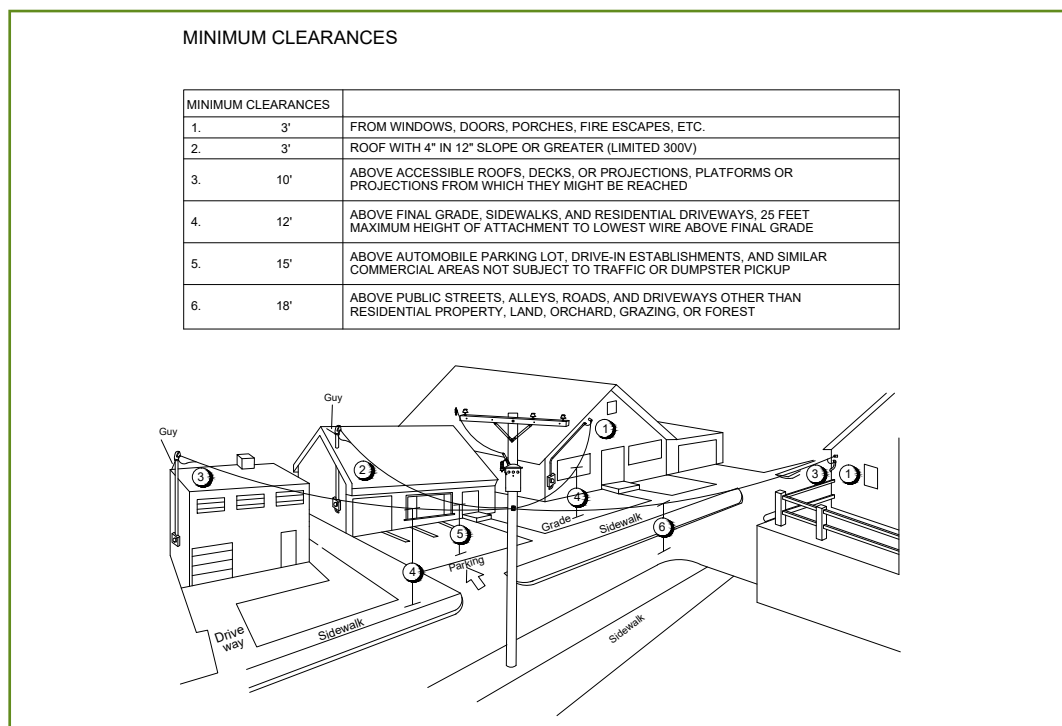 MINIMUM CLEARANCES
MINIMUM CLEARANCES
1. 3' FROM WINDOWS, DOORS, PORCHES, FIRE ESCAPES, ETC.
2. 3' ROOF WITH 4" IN 12" SLOPE OR GREATER (LIMITED 300V)
3. 10' ABOVE ACCESSIBLE ROOFS, DECKS, OR PROJECTIONS, PLATFORMS OR
PROJECTIONS FROM WHICH THEY MIGHT BE REACHED
4. 12' ABOVE FINAL GRADE, SIDEWALKS, AND RESIDENTIAL DRIVEWAYS, 25 FEET
MAXIMUM HEIGHT OF ATTACHMENT TO LOWEST WIRE ABOVE FINAL GRADE
5. 15' ABOVE AUTOMOBILE PARKING LOT, DRIVE-IN ESTABLISHMENTS, AND SIMILAR
COMMERCIAL AREAS NOT SUBJECT TO TRAFFIC OR DUMPSTER PICKUP
6. 18' ABOVE PUBLIC STREETS, ALLEYS, ROADS, AND DRIVEWAYS OTHER THAN
RESIDENTIAL PROPERTY, LAND, ORCHARD, GRAZING, OR FOREST
Guy
Guy
1
2
3
3
1
4
Grade
Sidewalk
6
5
Parking
4
Drive
way
Sidewalk
Sidewalk